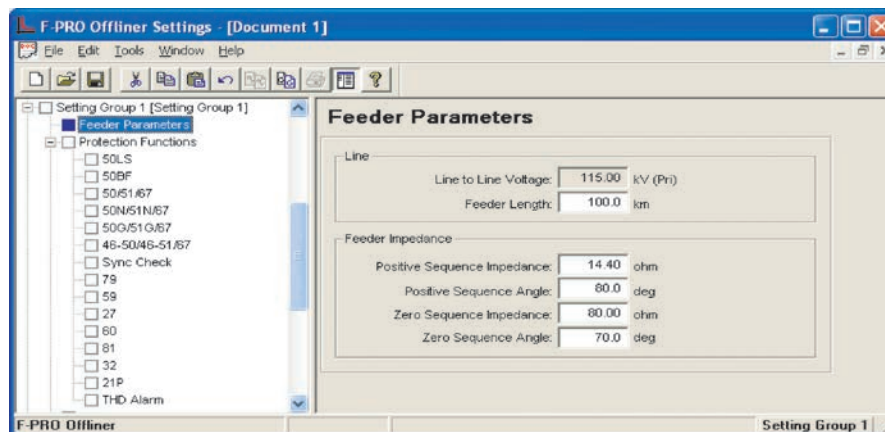 F-PRO Offliner Settings - [Document 1]
File Edit Tools Window Help
Setting Group 1 [Setting Group 1]
Feeder Parameters
Protection Functions
50LS
50BF
50/51/67
50N/51N/67
50G/51G/67
46-50/46-51/67
Sync Check
79
59
27
60
81
32
21P
THD Alarm
Feeder Parameters
Line
Line to Line Voltage: 115.00 kV (Pri)
Feeder Length: 100.0 km
Feeder Impedance
Positive Sequence Impedance: 14.40 ohm
Positive Sequence Angle: 80.0 deg
Zero Sequence Impedance: 80.00 ohm
Zero Sequence Angle: 70.0 deg
F-PRO Offliner
Setting Group 1